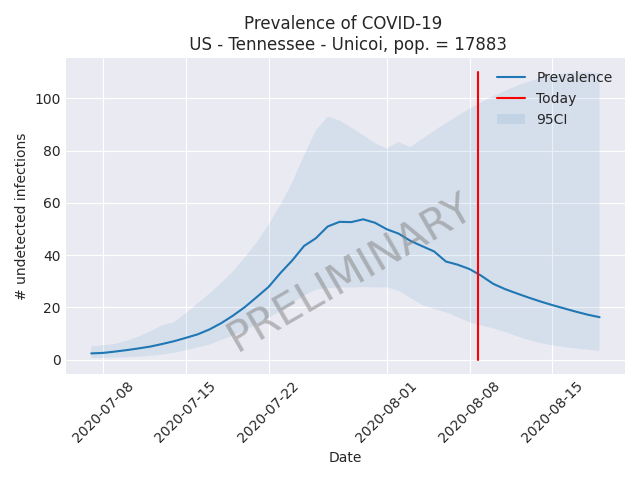 Prevalence of COVID-19
US - Tennessee - Unicoi, pop. = 17883
Prevalence
Today
95CI
# undetected infections
100
80
60
40
20
0
PRELIMINARY
2020-07-08
2020-07-15
2020-07-22
2020-08-01
2020-08-08
2020-08-15
Date